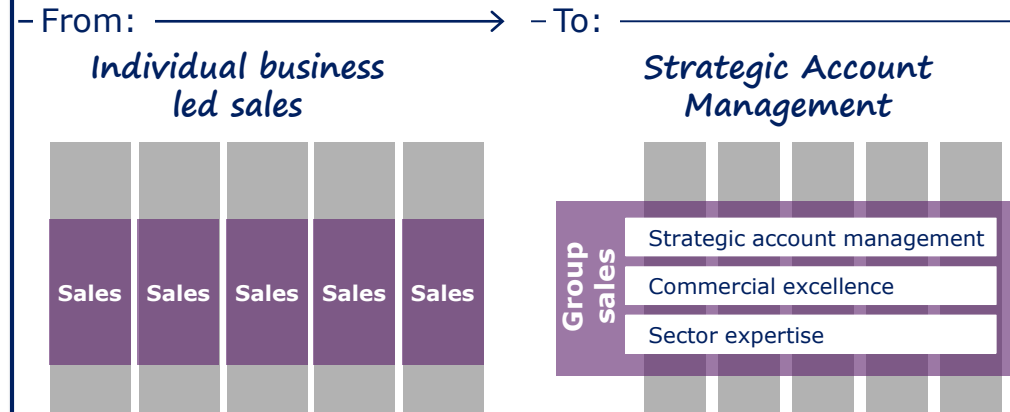 From:
Individual business
led sales
Sales Sales Sales Sales Sales
To:
Strategic Account
Management
Group
sales
Strategic account management
Commercial excellence
Sector expertise